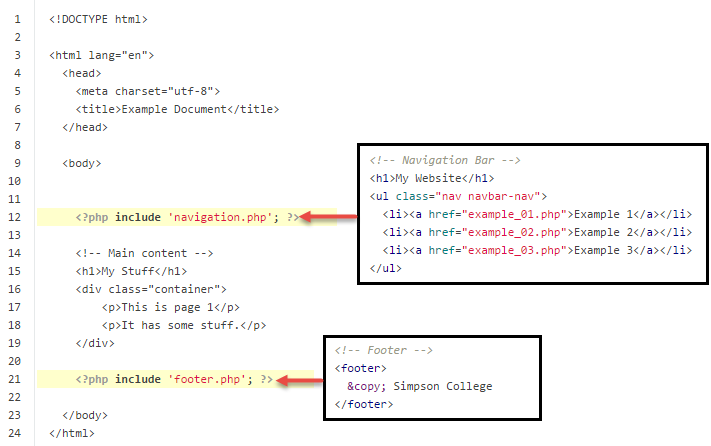 1 <!DOCTYPE html>
2
3 <html lang="en">
4 <head>
5 <meta charset="utf-8">
6 <title>Example Document</title>
7 </head>
8
9 <body>
10
11
12 <?php include 'navigation.php'; ?>
13
14 <!-- Main content -->
15 <h1>My Stuff</h1>
16 <div class="container">
17 <p>This is page 1</p>
18 <p>It has some stuff.</p>
19 </div>
20
21 <?php include 'footer.php'; ?>
22
23 </body>
24 </html>
<!-- Navigation Bar -->
<h1>My Website</h1>
<ul class="nav navbar-nav">
<li><a href="example_01.php">Example 1</a></li>
<li><a href="example_02.php">Example 2</a></li>
<li><a href="example_03.php">Example 3</a></li>
</ul>
<!-- Footer -->
<footer>
&copy; Simpson College
</footer>